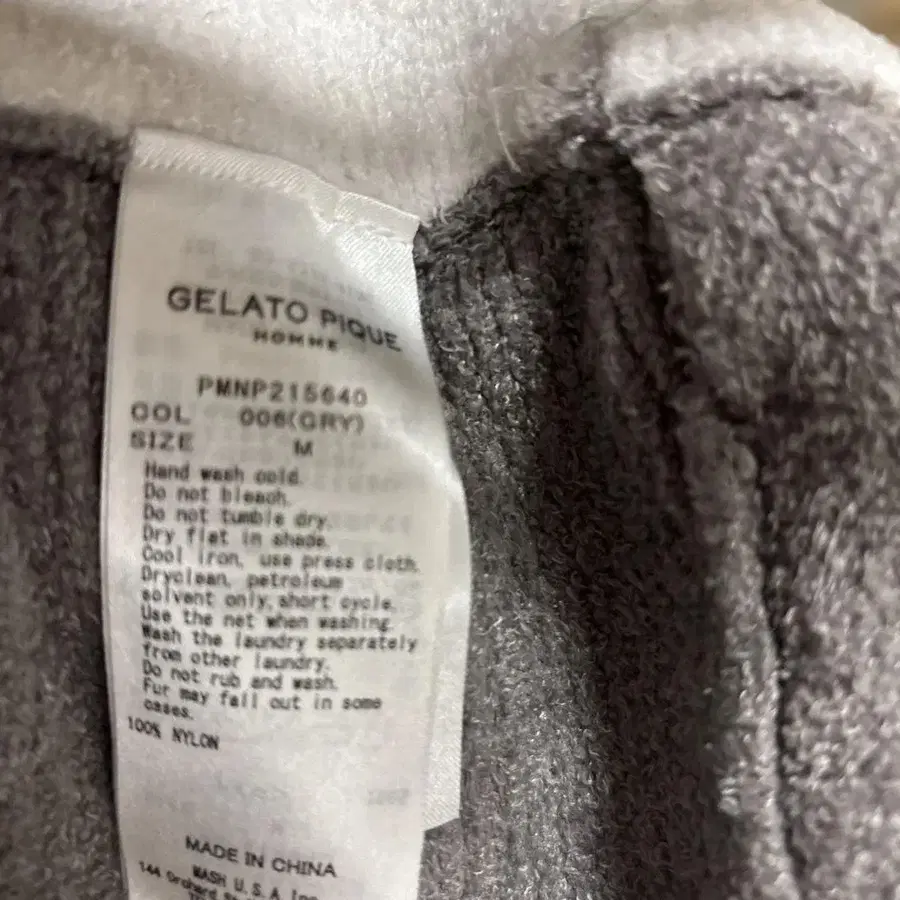 GELATO PIQUE
HOMME
PMNP215640
COL 006(GRY)
SIZE M
Hand wash cold.
Do not bleach.
Do not tumble dry.
Dry flat in shade.
Cool iron, use press cloth.
Dryclean, petroleum
solvent only, short cycle.
Use the net when washing.
Wash the laundry separately
from other laundry.
Do not rub and wash.
Fur may fall out in some
cases.
100% NYLON
MADE IN CHINA
MASH U.S.A Inc
144 Orchard